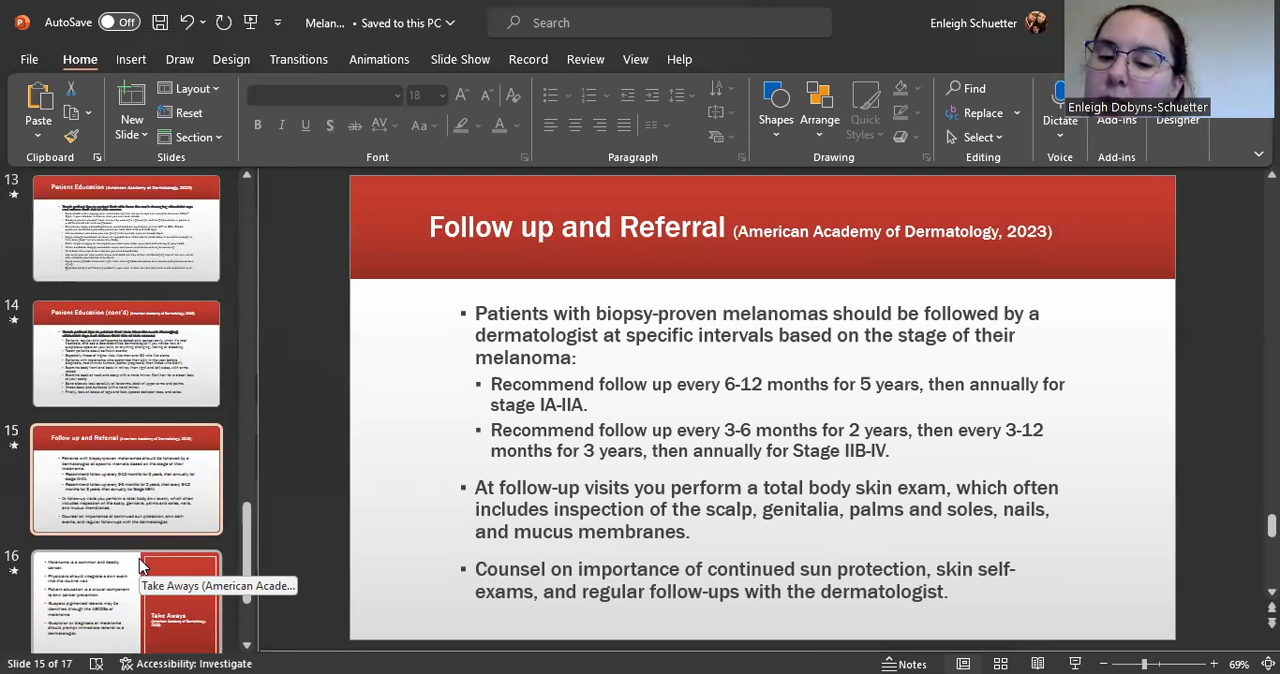 AutoSave Off Melan... • Saved to this PC Search Enleigh Schuetter
File Home Insert Draw Design Transitions Animations Slide Show Record Review View Help
Enleigh Dobyns-Schuetter
Paste New Slide Layout Reset Section 18 Shapes Arrange Quick Styles Find Replace Select Dictate Add-ins Designer
Clipboard Slides Font Paragraph Drawing Editing Voice Add-ins
13
Patient Education (American Academy of Dermatology, 2023)
14
Patient Education (cont'd)
15
Follow up and Referral
16
Melanoma is a common and deadly cancer.
Take Aways
Take Aways (American Acade...
Follow up and Referral (American Academy of Dermatology, 2023)
▪ Patients with biopsy-proven melanomas should be followed by a
dermatologist at specific intervals based on the stage of their
melanoma:
▪ Recommend follow up every 6-12 months for 5 years, then annually for
stage IA-IIA.
▪ Recommend follow up every 3-6 months for 2 years, then every 3-12
months for 3 years, then annually for Stage IIB-IV.
▪ At follow-up visits you perform a total body skin exam, which often
includes inspection of the scalp, genitalia, palms and soles, nails,
and mucus membranes.
▪ Counsel on importance of continued sun protection, skin self-
exams, and regular follow-ups with the dermatologist.
Slide 15 of 17 Accessibility: Investigate Notes 69%